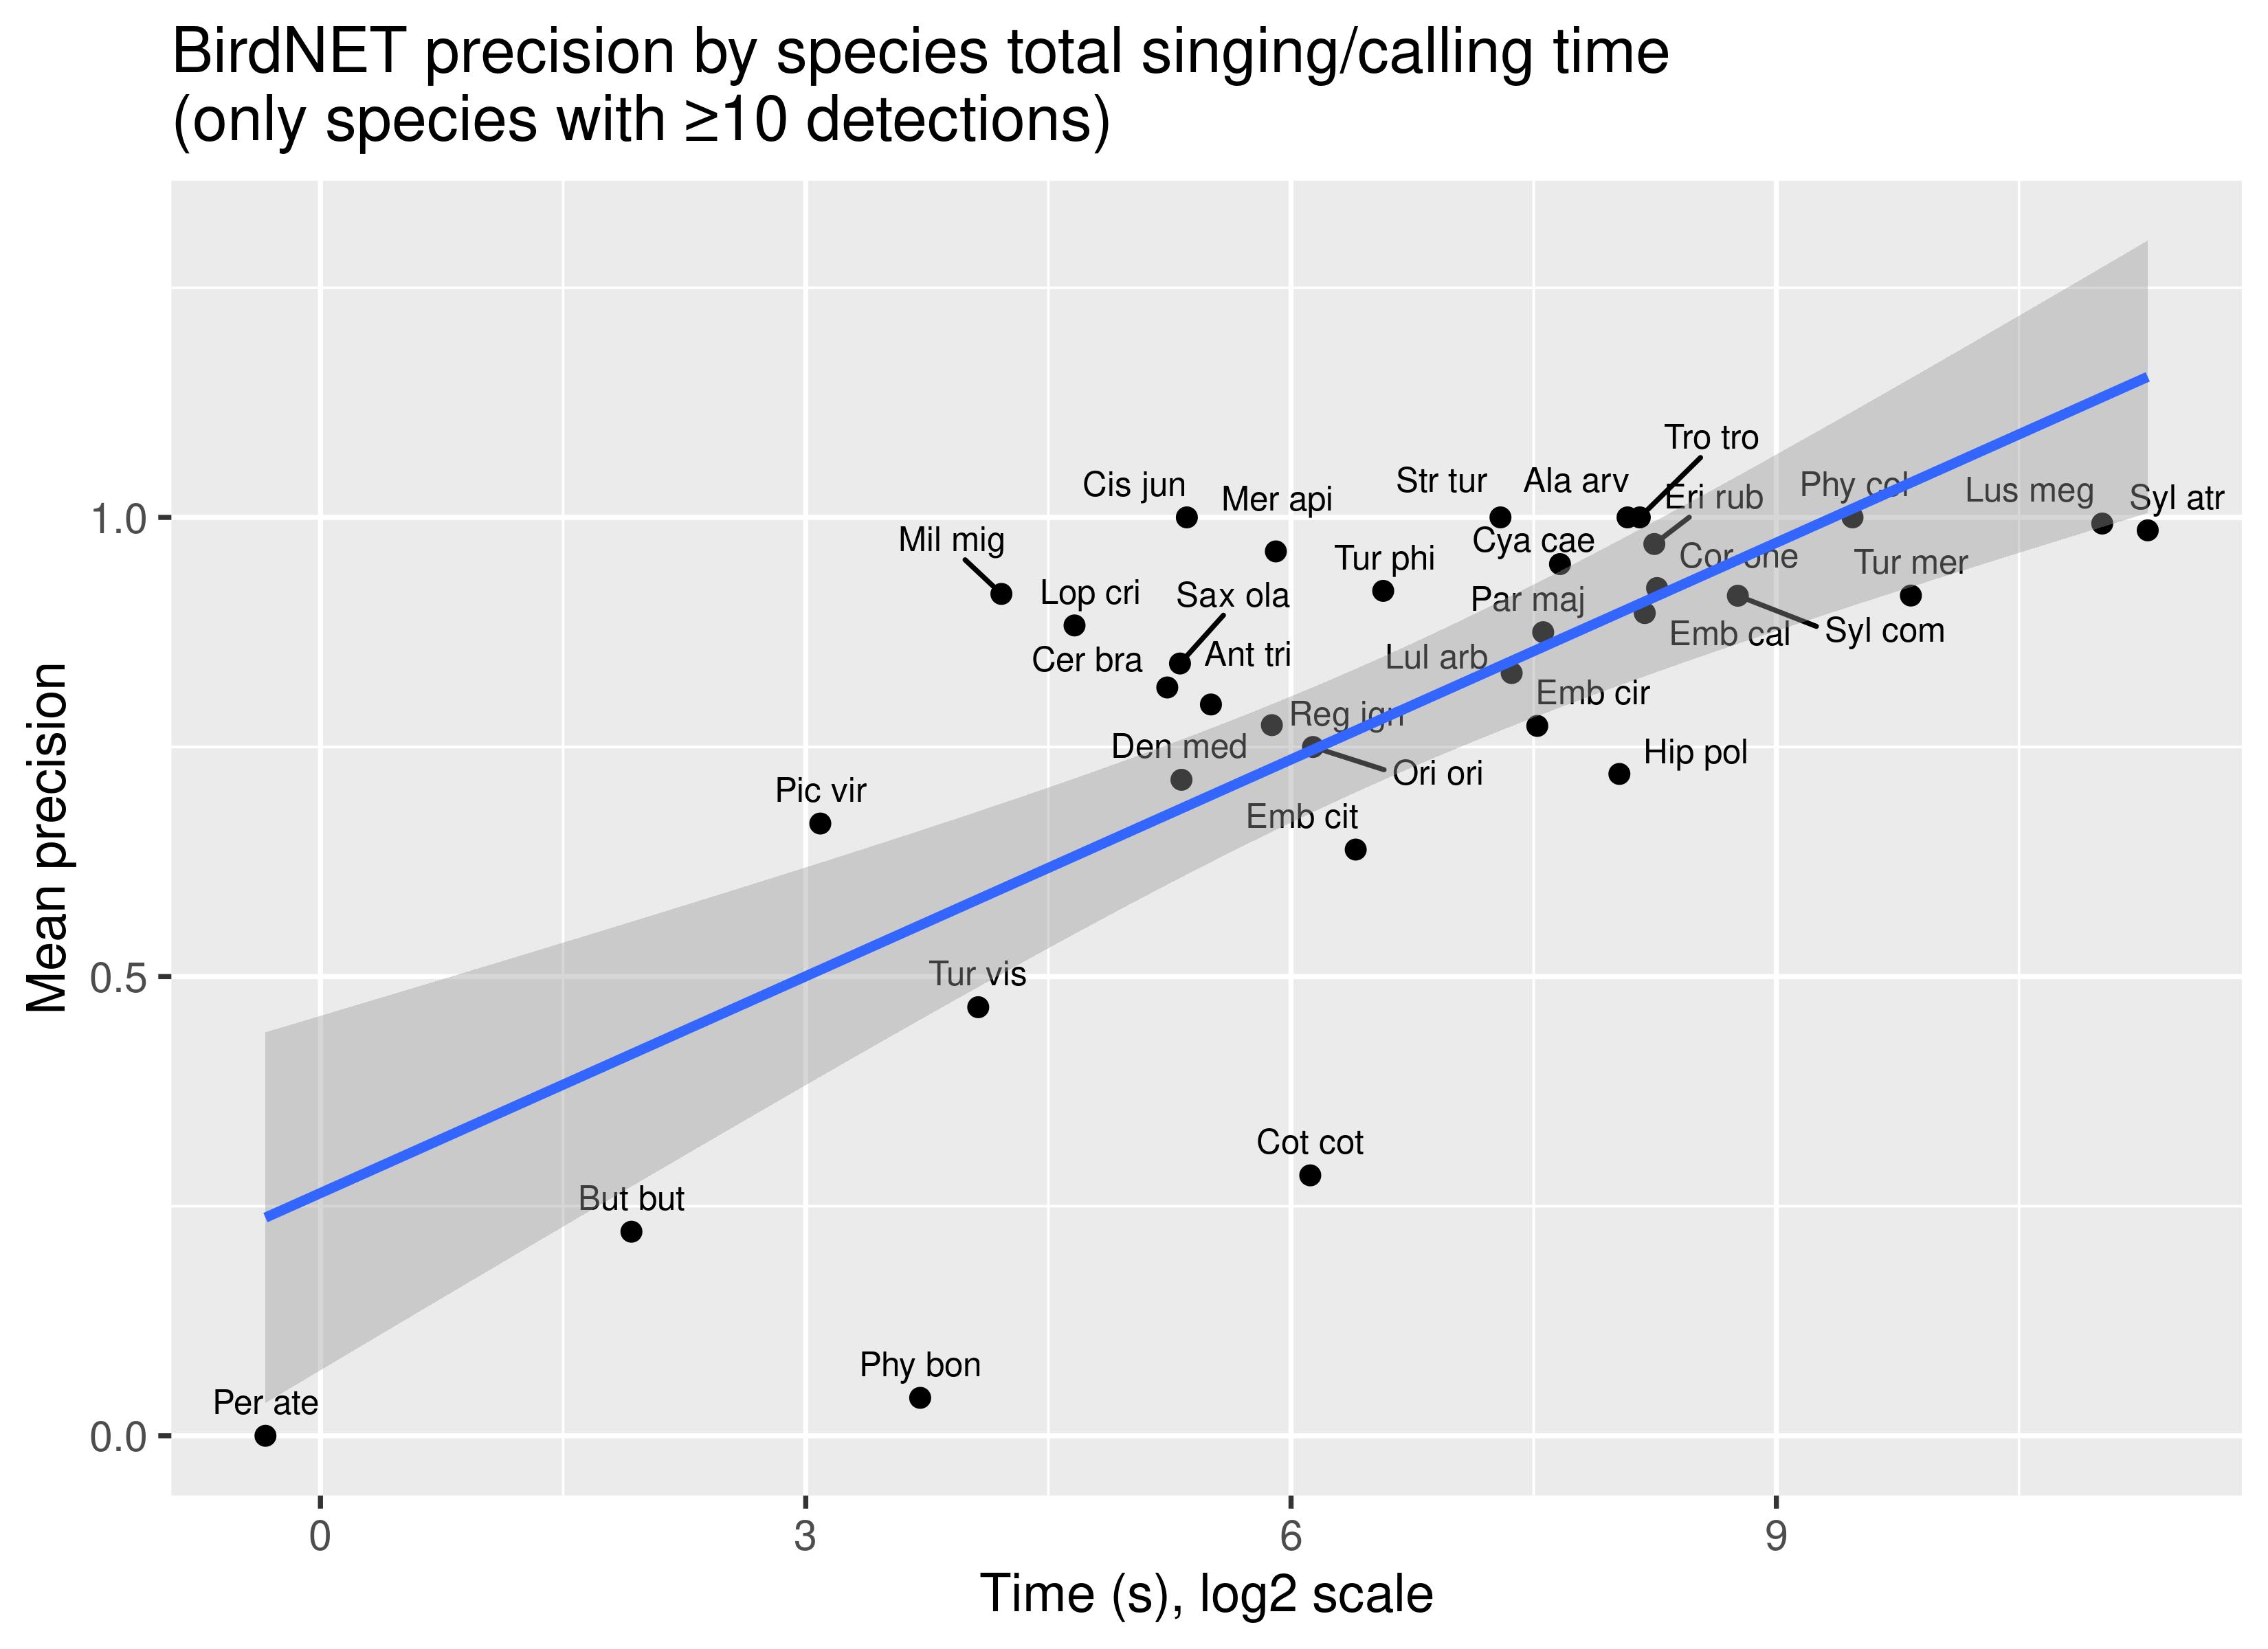 BirdNET precision by species total singing/calling time
(only species with ≥10 detections)
Mean precision
1.0
0.5
0.0
Tro tro
Cis jun
Mer api
Str tur
Ala arv
Eri rub
Phy col
Lus meg
Syl atr
Mil mig
Tur phi
Cya cae
Cor one
Tur mer
Lop cri
Sax ola
Par maj
Cer bra
Ant tri
Lul arb
Emb cal
Syl com
Emb cir
Reg ign
Den med
Hip pol
Pic vir
Ori ori
Emb cit
Tur vis
Cot cot
But but
Phy bon
Per ate
0
3
6
9
Time (s), log2 scale